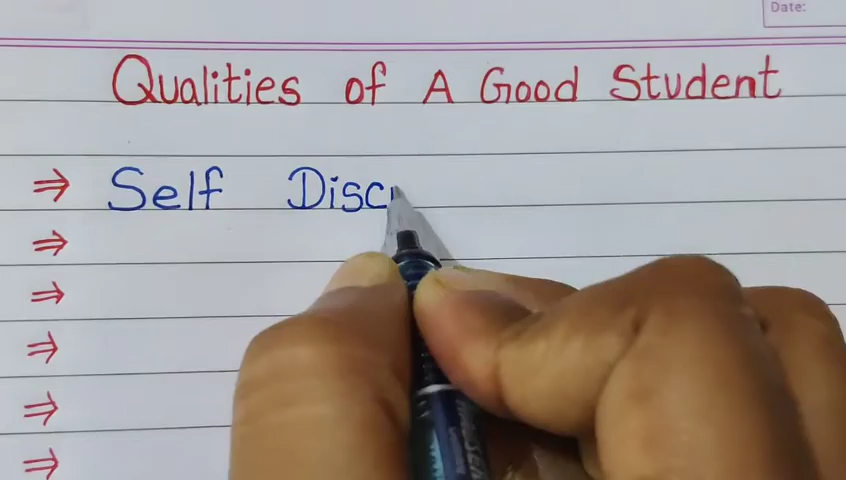 Date:
Qualities of A Good Student
⇒ Self Disc
⇒
⇒
⇒
⇒
⇒